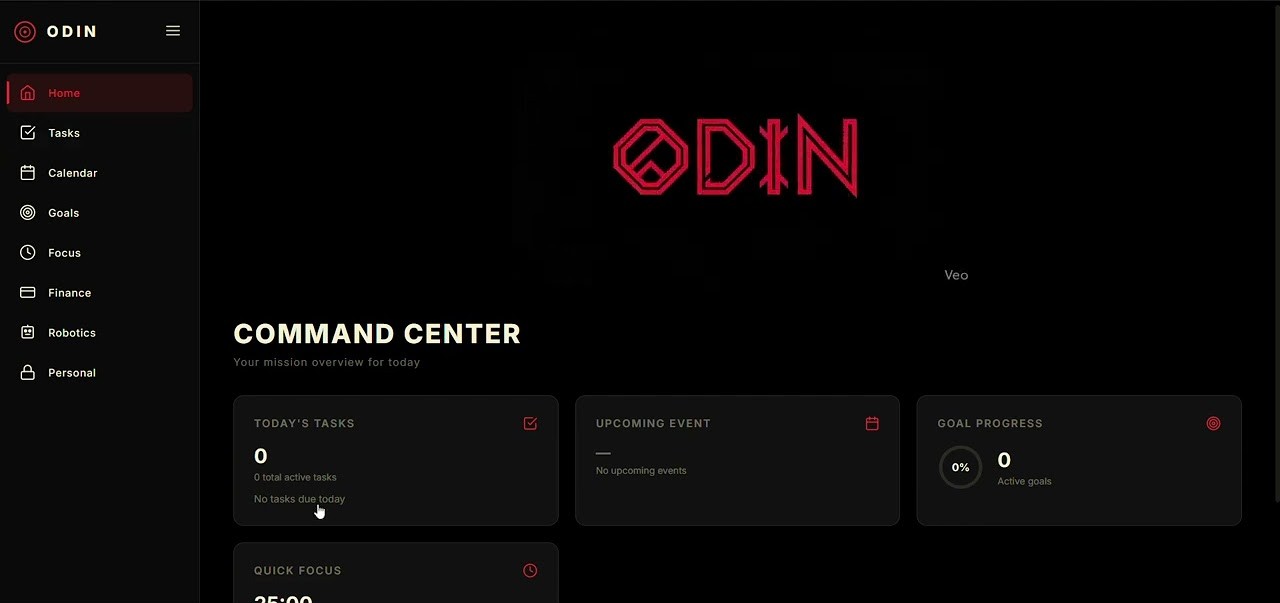 ODIN
Home
Tasks
Calendar
Goals
Focus
Finance
Robotics
Personal
ODIN
Veo
COMMAND CENTER
Your mission overview for today
TODAY'S TASKS
0
0 total active tasks
No tasks due today
UPCOMING EVENT
—
No upcoming events
GOAL PROGRESS
0%
0
Active goals
QUICK FOCUS
25:00